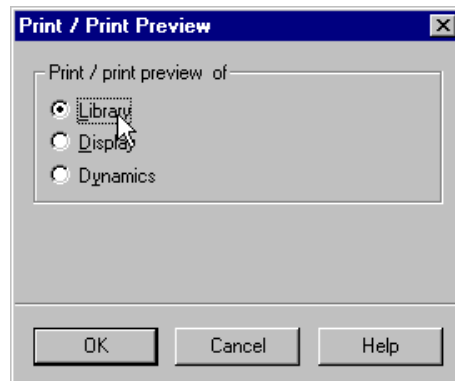 Print / Print Preview
Print / print preview of
Library
Display
Dynamics
OK Cancel Help